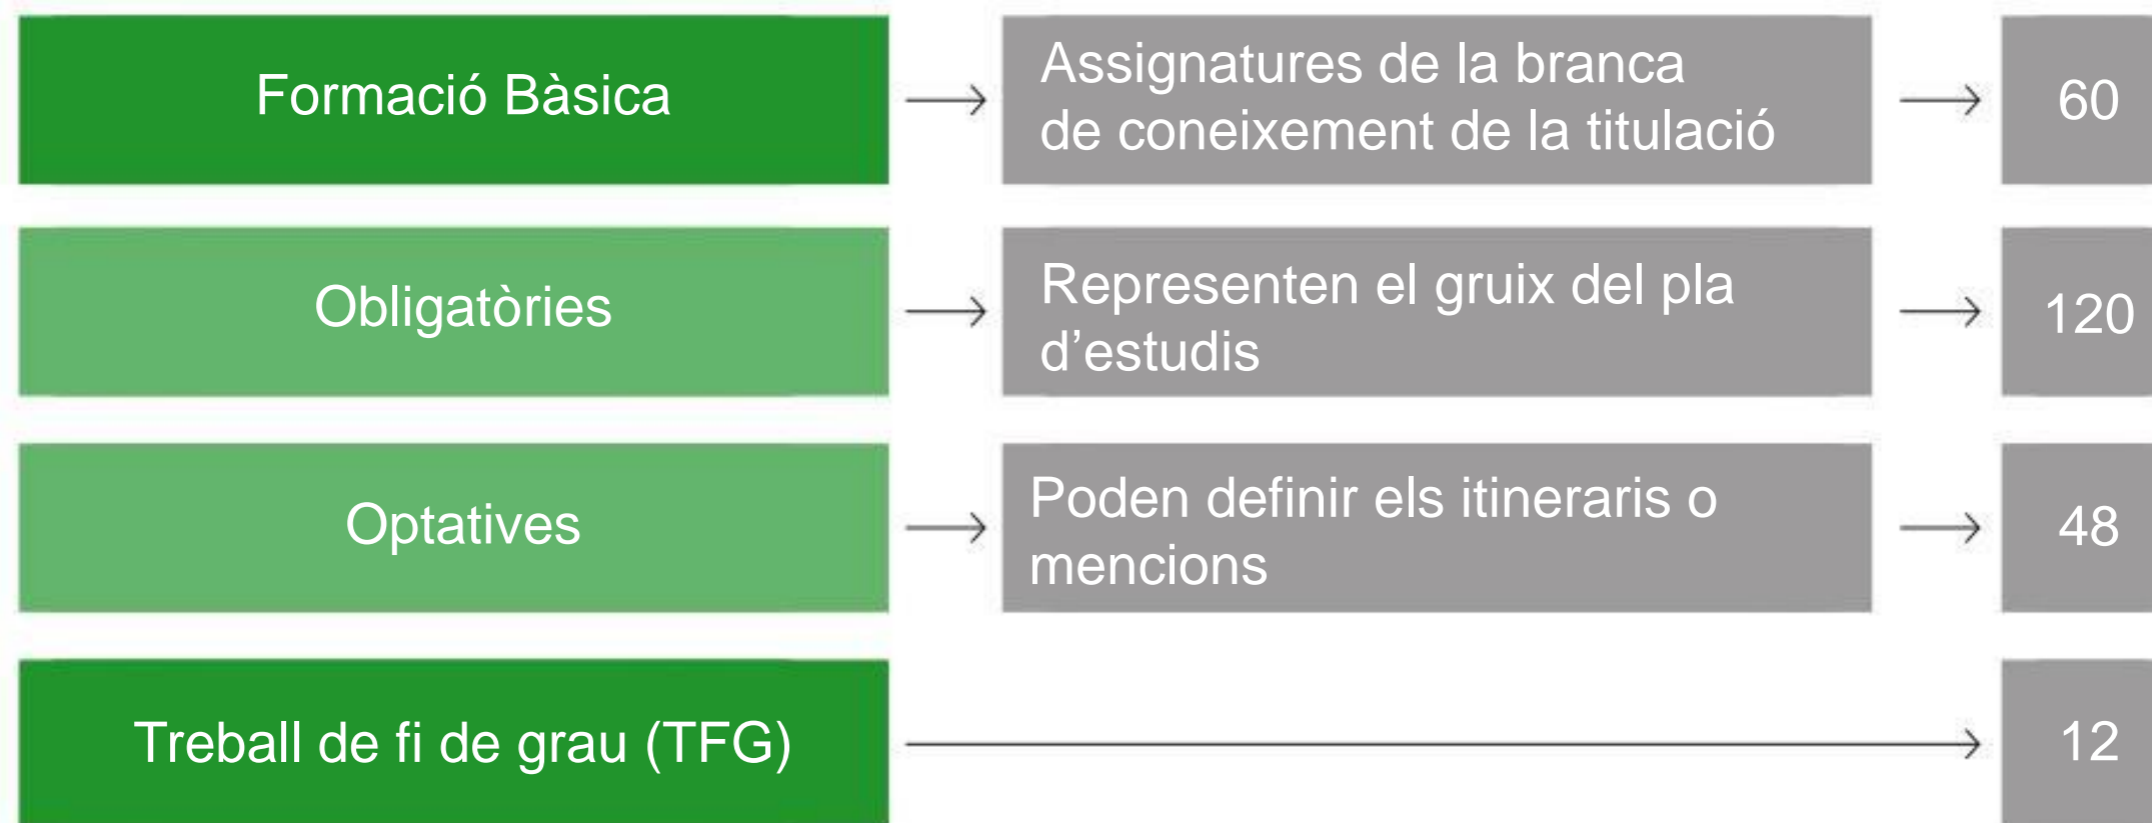 Formació Bàsica
Assignatures de la branca
de coneixement de la titulació
60
Obligatòries
Representen el gruix del pla
d’estudis
120
Optatives
Poden definir els itineraris o
mencions
48
Treball de fi de grau (TFG)
12